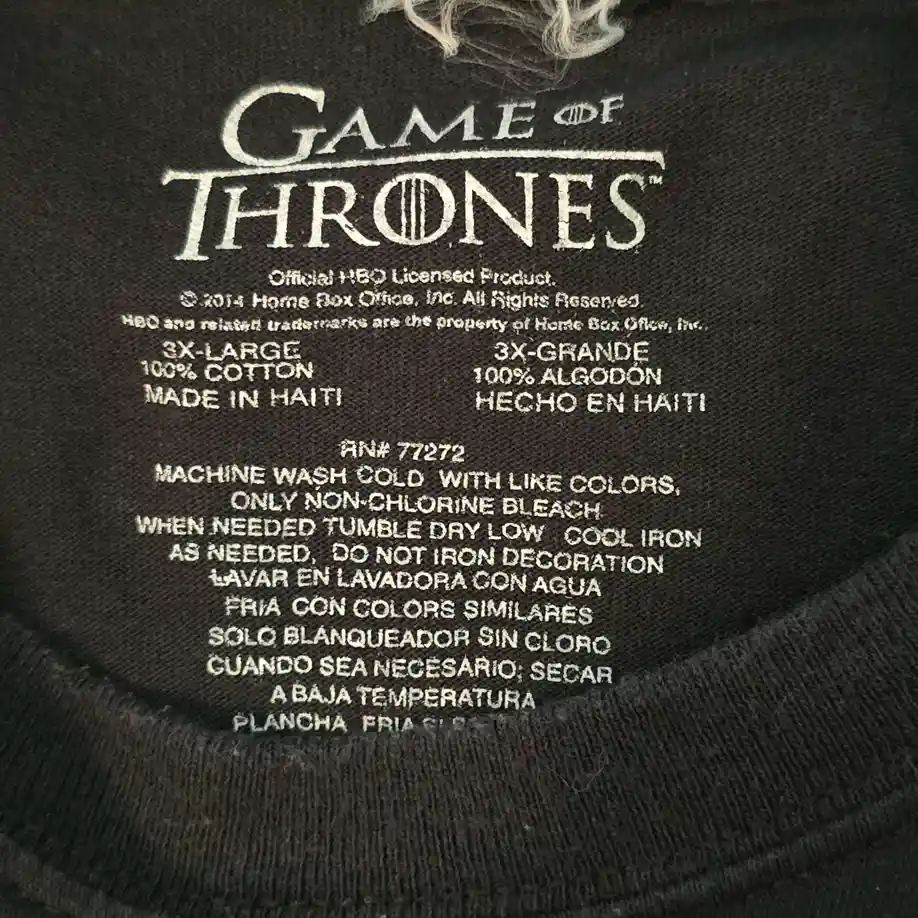 GAME OF
THRONES™
Official HBO Licensed Product.
© 2014 Home Box Office, Inc. All Rights Reserved.
HBO and related trademarks are the property of Home Box Office, Inc.
3X-LARGE 3X-GRANDE
100% COTTON 100% ALGODÓN
MADE IN HAITI HECHO EN HAITI
RN# 77272
MACHINE WASH COLD WITH LIKE COLORS,
ONLY NON-CHLORINE BLEACH
WHEN NEEDED TUMBLE DRY LOW COOL IRON
AS NEEDED, DO NOT IRON DECORATION
LAVAR EN LAVADORA CON AGUA
FRIA CON COLORS SIMILARES
SOLO BLANQUEADOR SIN CLORO
CUANDO SEA NECESARIO; SECAR
A BAJA TEMPERATURA
PLANCHA FRIA